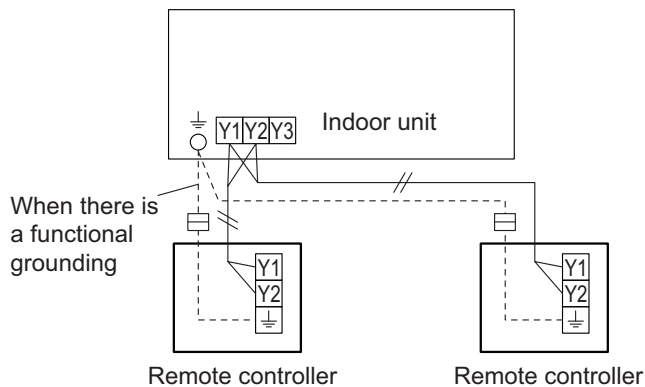 Y1 Y2 Y3
Indoor unit
When there is
a functional
grounding
Y1
Y2
Y1
Y2
Remote controller
Remote controller